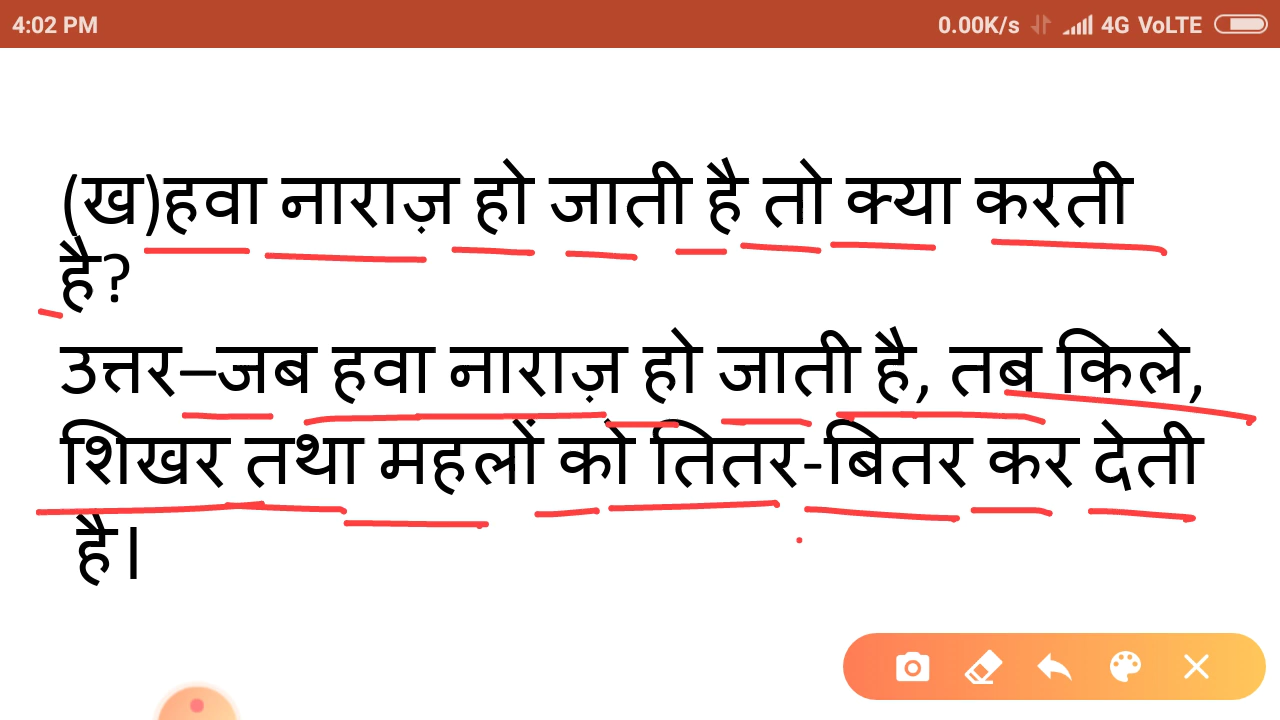 4:02 PM 0.00K/s 4G VoLTE
(ख)हवा नाराज़ हो जाती है तो क्या करती
है?
उत्तर–जब हवा नाराज़ हो जाती है, तब किले,
शिखर तथा महलों को तितर-बितर कर देती
है।